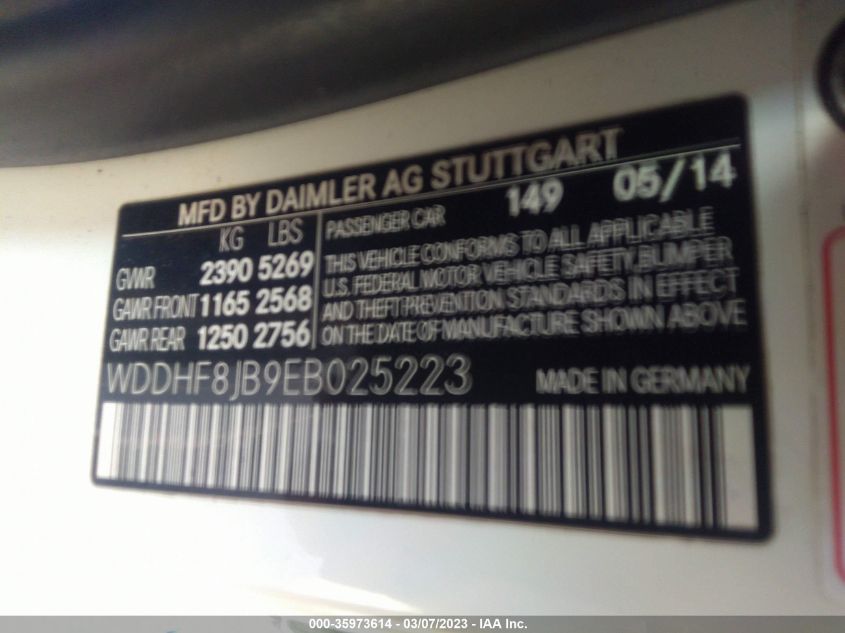 MFD BY DAIMLER AG STUTTGART
KG LBS
GVWR 2390 5269
GAWR FRONT 1165 2568
GAWR REAR 1250 2756
PASSENGER CAR 149 05/14
THIS VEHICLE CONFORMS TO ALL APPLICABLE
U.S. FEDERAL MOTOR VEHICLE SAFETY, BUMPER
AND THEFT PREVENTION STANDARDS IN EFFECT
ON THE DATE OF MANUFACTURE SHOWN ABOVE
WDDHF8JB9EB025223 MADE IN GERMANY
000-35973614 - 03/07/2023 - IAA Inc.